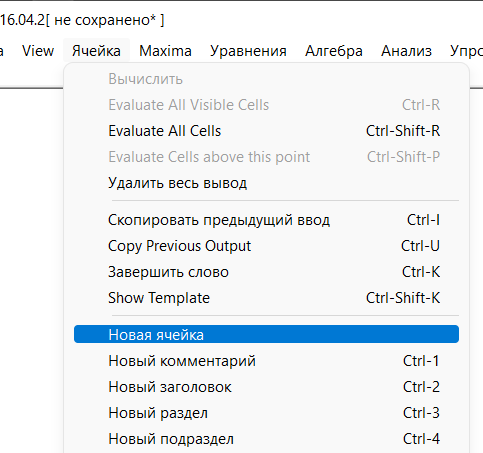 16.04.2[ не сохранено* ]
а View Ячейка Maxima Уравнения Алгебра Анализ Упро
Вычислить
Evaluate All Visible Cells Ctrl-R
Evaluate All Cells Ctrl-Shift-R
Evaluate Cells above this point Ctrl-Shift-P
Удалить весь вывод
Скопировать предыдущий ввод Ctrl-I
Copy Previous Output Ctrl-U
Завершить слово Ctrl-K
Show Template Ctrl-Shift-K
Новая ячейка
Новый комментарий Ctrl-1
Новый заголовок Ctrl-2
Новый раздел Ctrl-3
Новый подраздел Ctrl-4